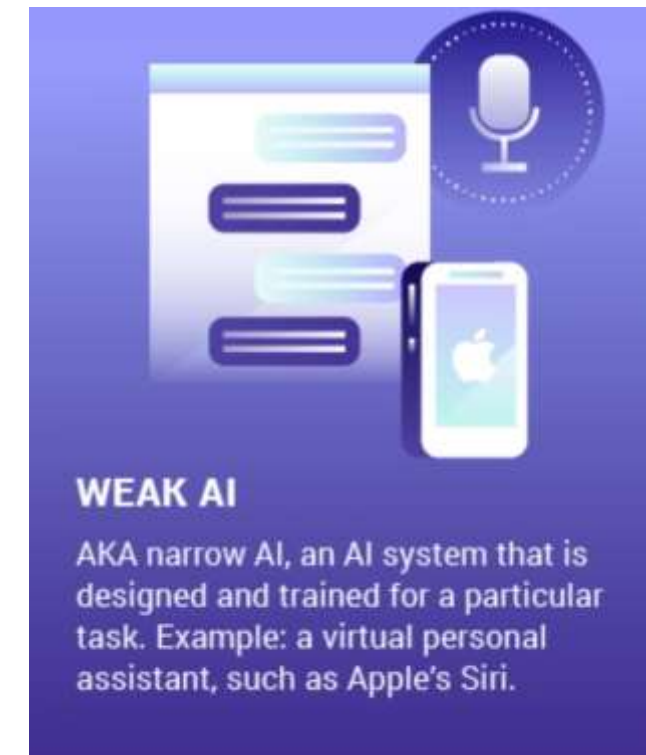 WEAK AI
AKA narrow AI, an AI system that is
designed and trained for a particular
task. Example: a virtual personal
assistant, such as Apple's Siri.